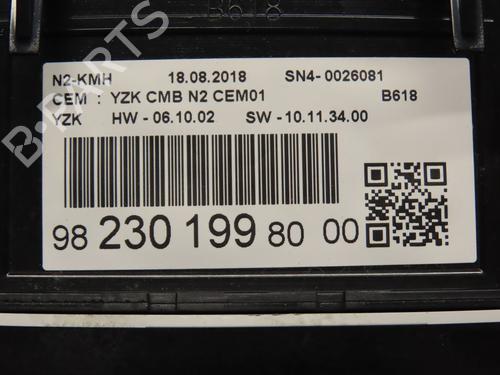 B618
N2-KMH 18.08.2018 SN4- 0026081
CEM : YZK CMB N2 CEM01 B618
YZK HW - 06.10.02 SW - 10.11.34.00
98 230 199 80 00
B-PARTS